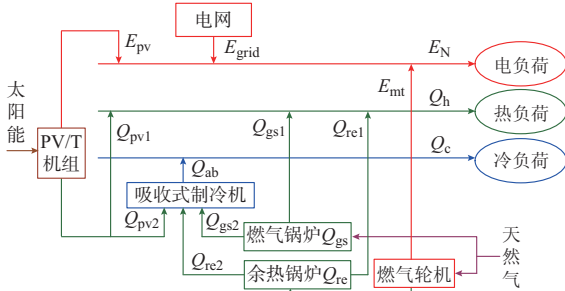 电网
E_pv
E_grid
E_N
电负荷
太阳能
E_mt
Q_h
热负荷
PV/T
机组
Q_pv1
Q_gs1
Q_re1
Q_c
冷负荷
Q_ab
吸收式制冷机
Q_pv2
Q_gs2
燃气锅炉Q_gs
天然气
Q_re2
余热锅炉Q_re
燃气轮机